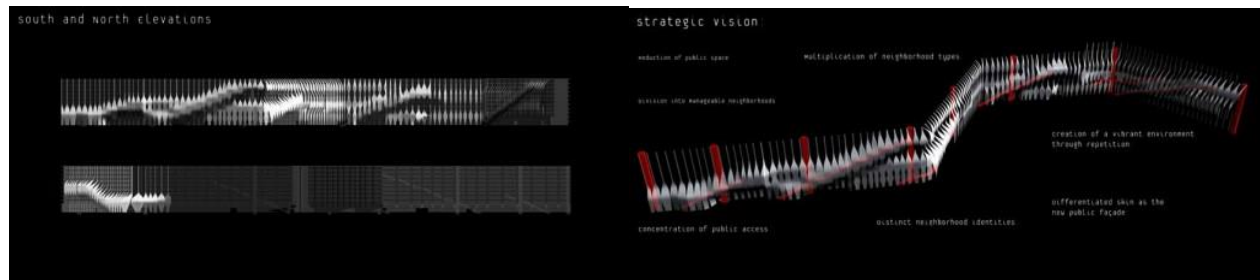 south and north elevations
strategic vision:
reduction of public space
multiplication of neighborhood types
division into manageable neighborhoods
creation of a vibrant environment
through repetition
differentiated skin as the
new public façade
distinct neighborhood identities
concentration of public access